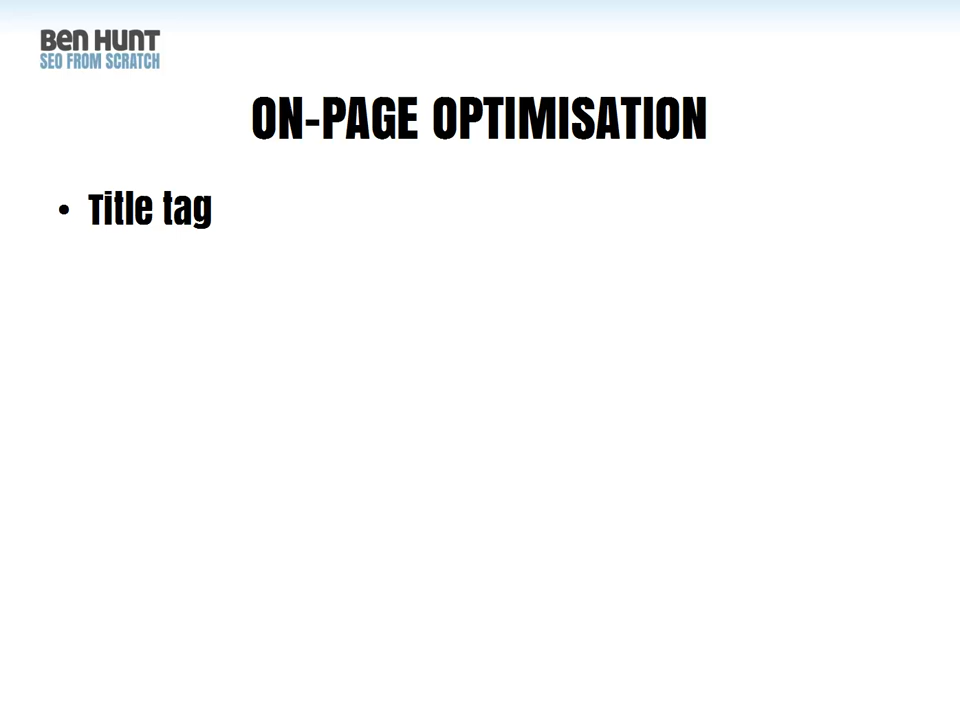 Ben Hunt
SEO FROM SCRATCH
ON-PAGE OPTIMISATION
• Title tag